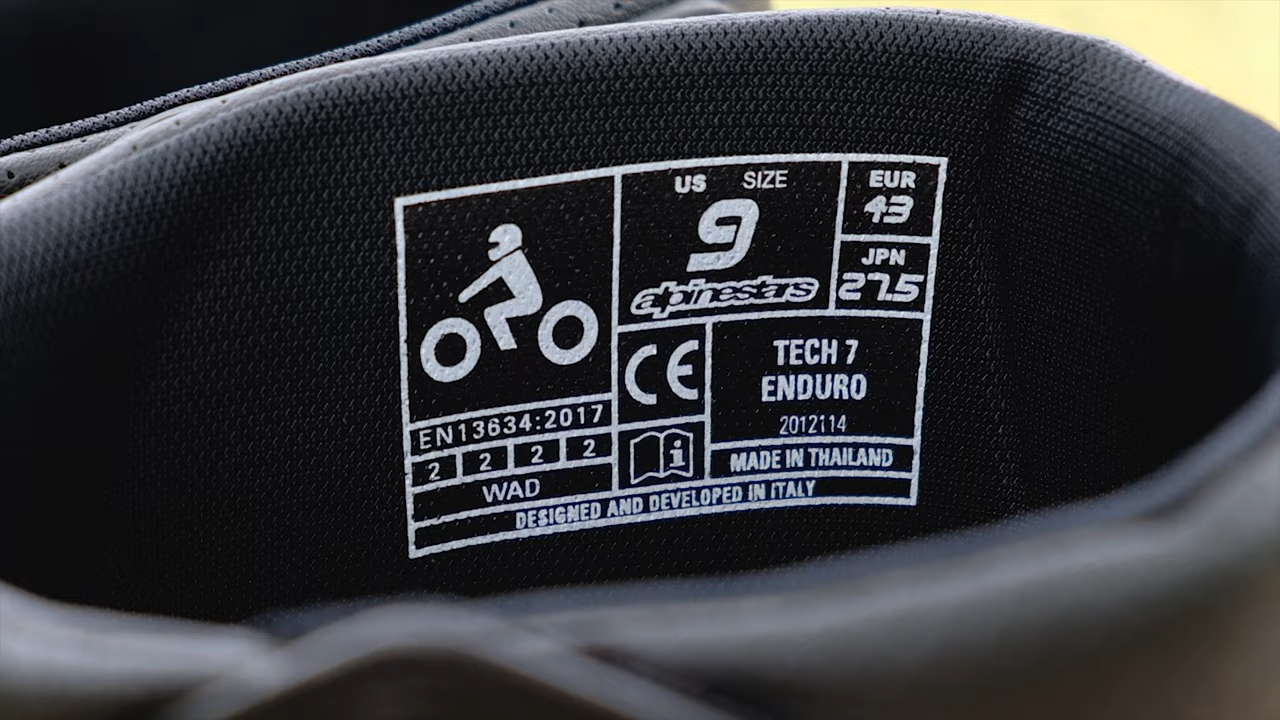 US SIZE
9
alpinestars
EUR
43
JPN
27.5
EN13634:2017
2 2 2 2
WAD
CE
i
TECH 7
ENDURO
2012114
MADE IN THAILAND
DESIGNED AND DEVELOPED IN ITALY